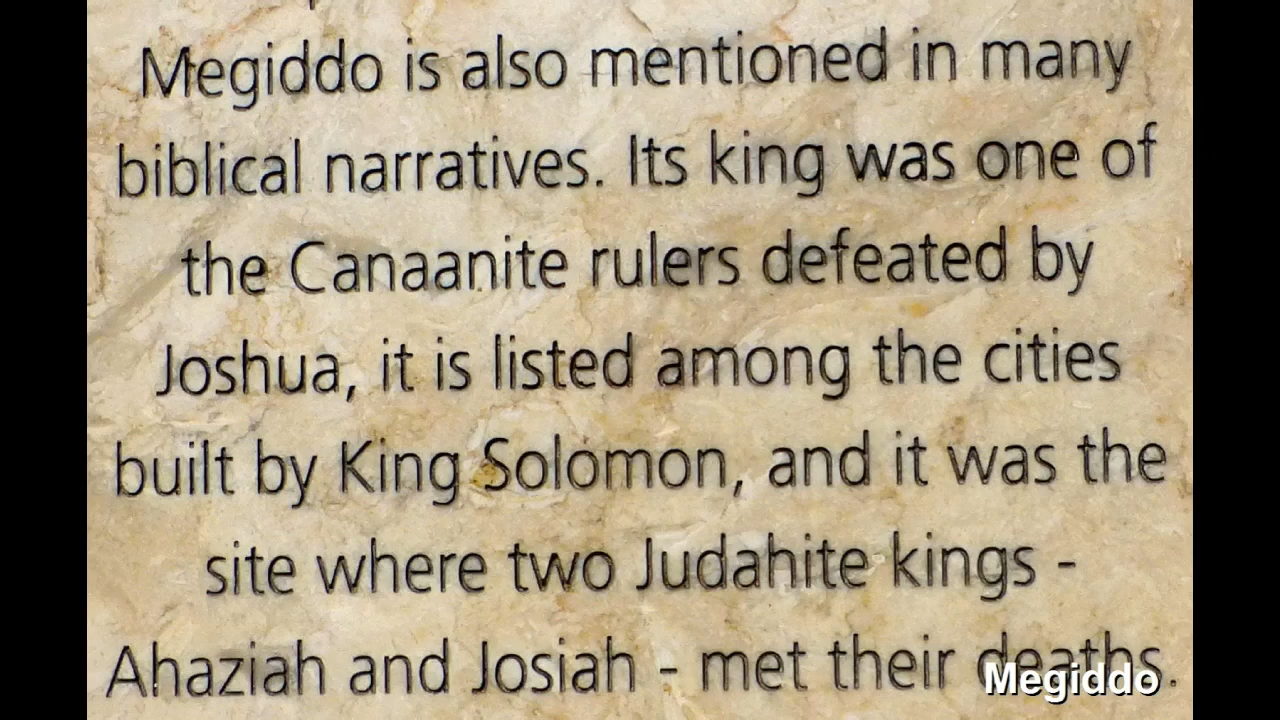 Megiddo is also mentioned in many
biblical narratives. Its king was one of
the Canaanite rulers defeated by
Joshua, it is listed among the cities
built by King Solomon, and it was the
site where two Judahite kings -
Ahaziah and Josiah - met their deaths.
Megiddo